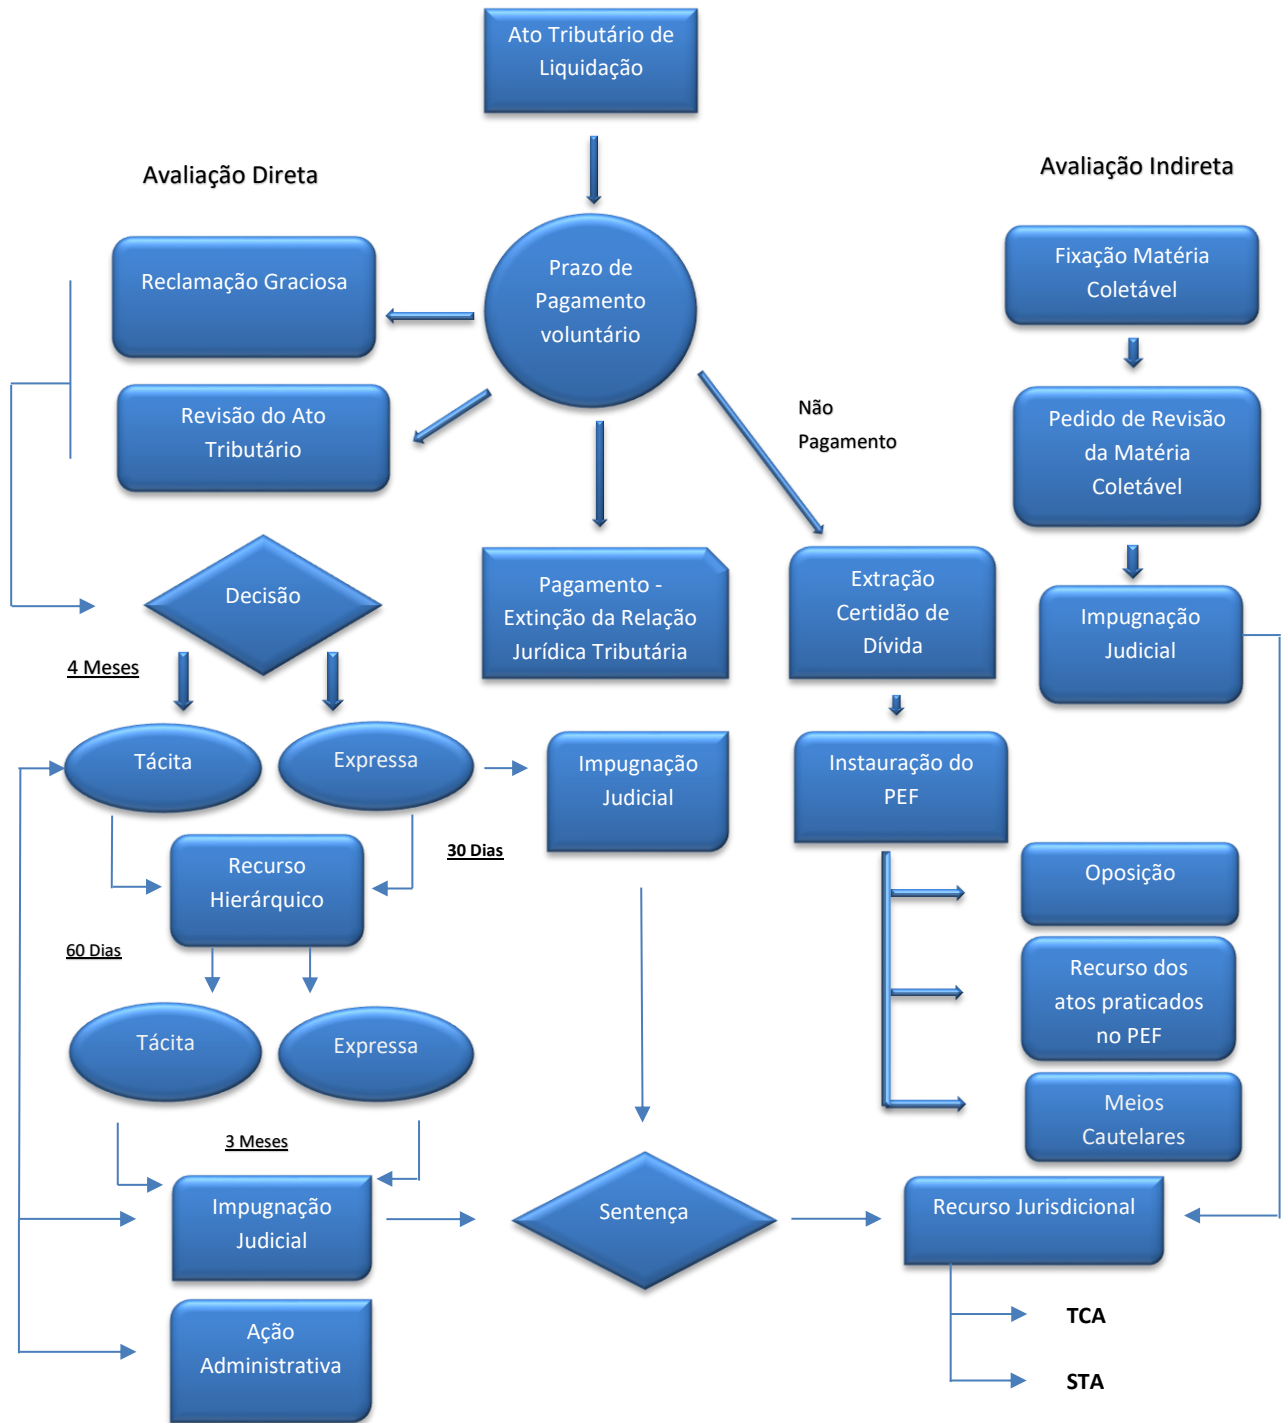 Ato Tributário de
Liquidação
Avaliação Direta
Avaliação Indireta
Reclamação Graciosa
Prazo de
Pagamento
voluntário
Fixação Matéria
Coletável
Revisão do Ato
Tributário
Não
Pagamento
Pedido de Revisão
da Matéria
Coletável
Decisão
Pagamento -
Extinção da Relação
Jurídica Tributária
Extração
Certidão de
Dívida
Impugnação
Judicial
4 Meses
Tácita
Expressa
Impugnação
Judicial
Instauração do
PEF
Recurso
Hierárquico
30 Dias
Oposição
60 Dias
Recurso dos
atos praticados
no PEF
Tácita
Expressa
Meios
Cautelares
3 Meses
Impugnação
Judicial
Sentença
Recurso Jurisdicional
Ação
Administrativa
TCA
STA